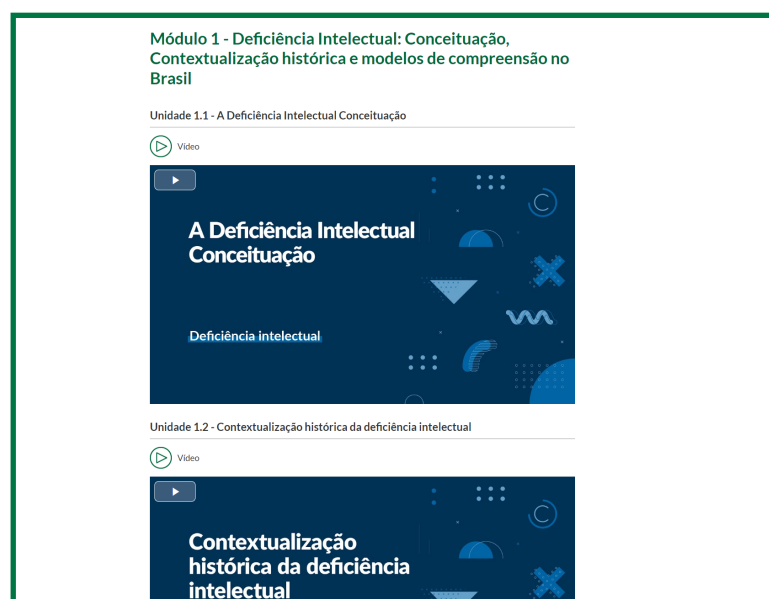 Módulo 1 - Deficiência Intelectual: Conceituação,
Contextualização histórica e modelos de compreensão no
Brasil
Unidade 1.1 - A Deficiência Intelectual Conceituação
Vídeo
A Deficiência Intelectual
Conceituação
Deficiência intelectual
Unidade 1.2 - Contextualização histórica da deficiência intelectual
Vídeo
Contextualização
histórica da deficiência
intelectual